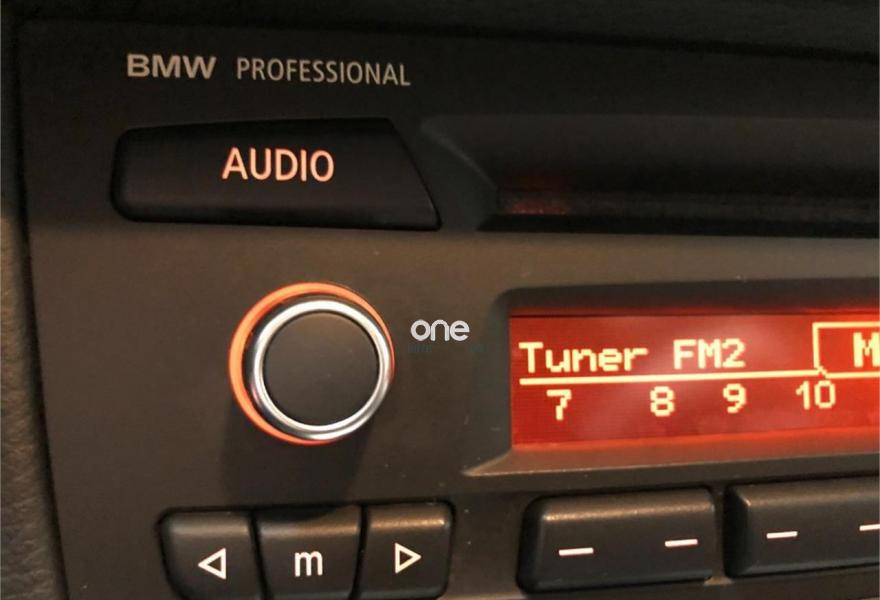 BMW PROFESSIONAL
AUDIO
one
Tuner FM2 M
7 8 9 10
m